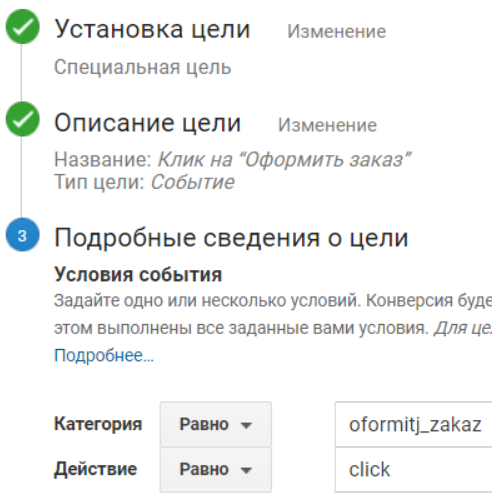 Установка цели Изменение
Специальная цель
Описание цели Изменение
Название: Клик на “Оформить заказ”
Тип цели: Событие
3 Подробные сведения о цели
Условия события
Задайте одно или несколько условий. Конверсия буде
этом выполнены все заданные вами условия. Для це
Подробнее...
Категория Равно oformitj_zakaz
Действие Равно click